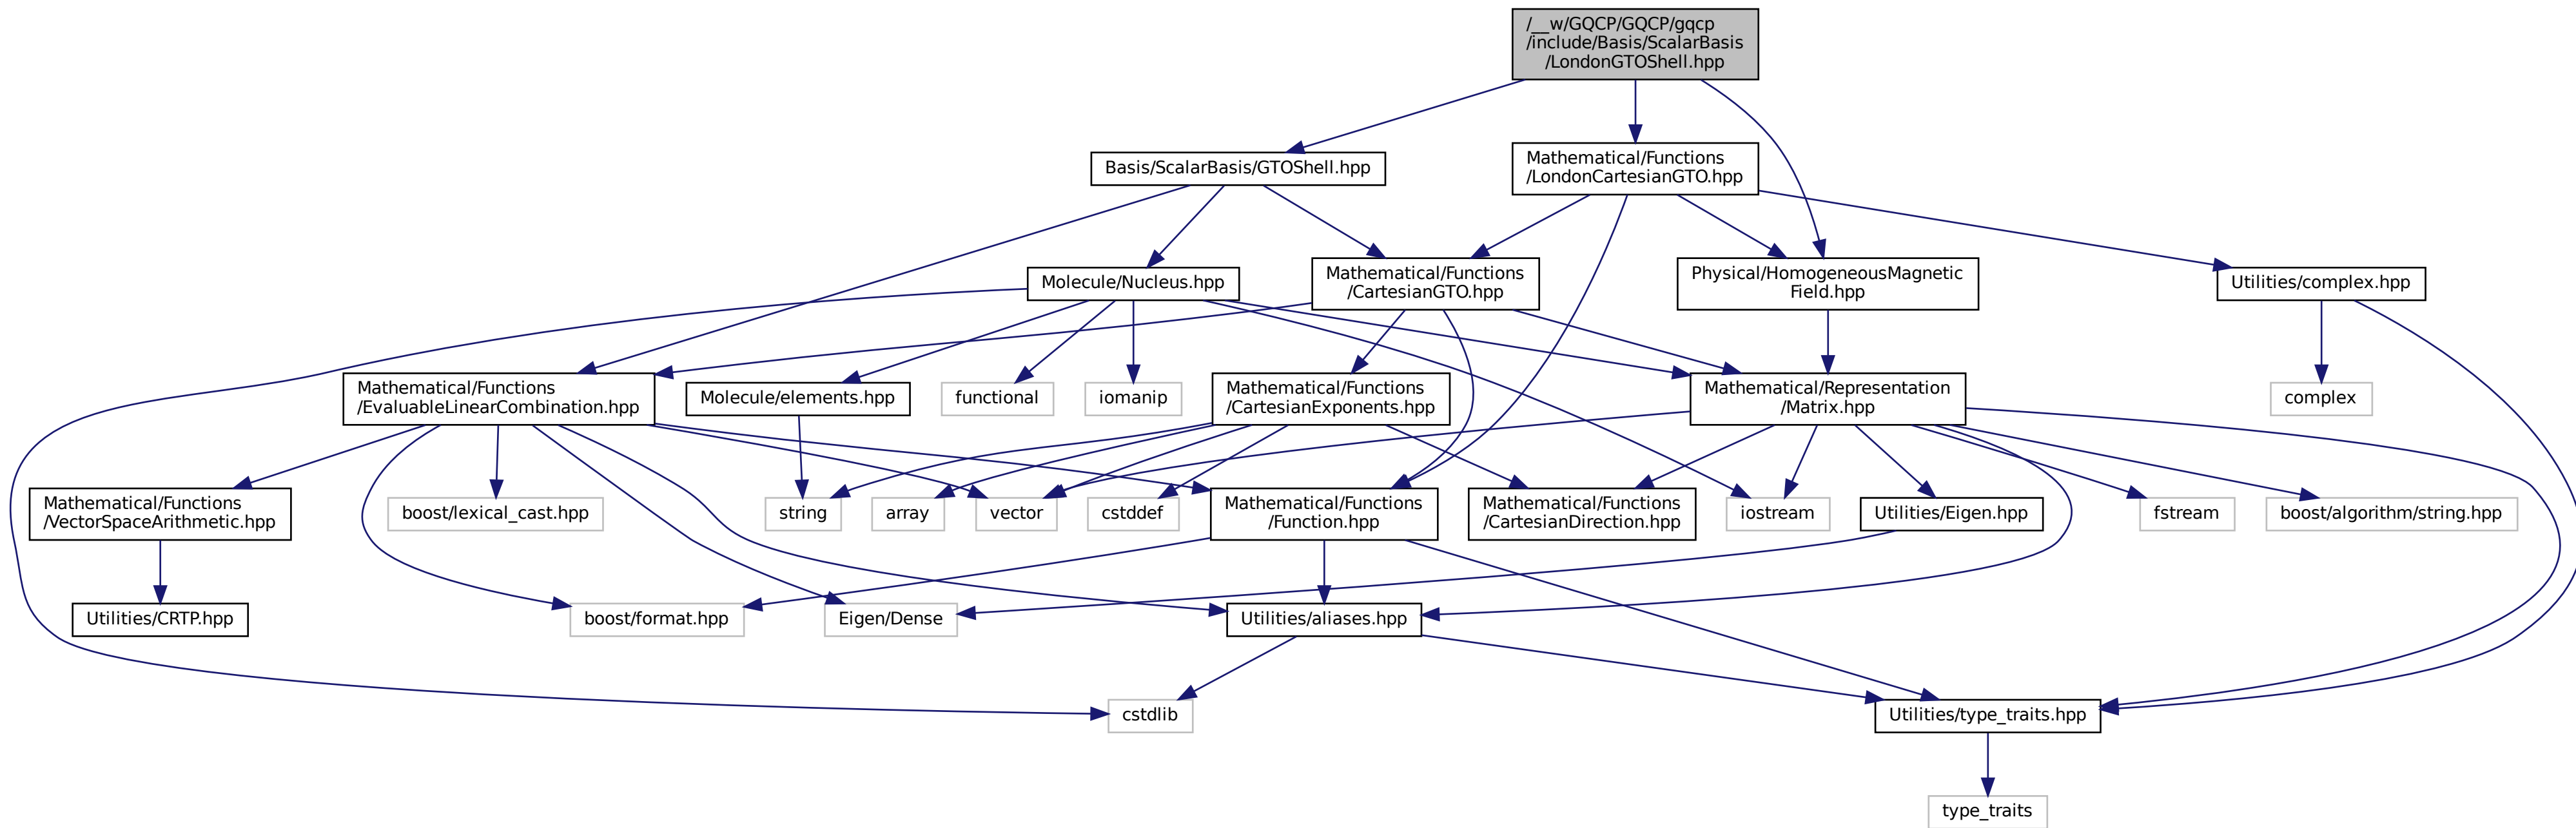 /__w/GQCP/GQCP/gqcp
/include/Basis/ScalarBasis
/LondonGTOShell.hpp
Basis/ScalarBasis/GTOShell.hpp
Mathematical/Functions
/LondonCartesianGTO.hpp
Molecule/Nucleus.hpp
Mathematical/Functions
/CartesianGTO.hpp
Physical/HomogeneousMagnetic
Field.hpp
Utilities/complex.hpp
Mathematical/Functions
/EvaluableLinearCombination.hpp
Molecule/elements.hpp
functional
iomanip
Mathematical/Functions
/CartesianExponents.hpp
Mathematical/Representation
/Matrix.hpp
complex
Mathematical/Functions
/VectorSpaceArithmetic.hpp
boost/lexical_cast.hpp
string
array
vector
cstddef
Mathematical/Functions
/Function.hpp
Mathematical/Functions
/CartesianDirection.hpp
iostream
Utilities/Eigen.hpp
fstream
boost/algorithm/string.hpp
Utilities/CRTP.hpp
boost/format.hpp
Eigen/Dense
Utilities/aliases.hpp
cstdlib
Utilities/type_traits.hpp
type_traits